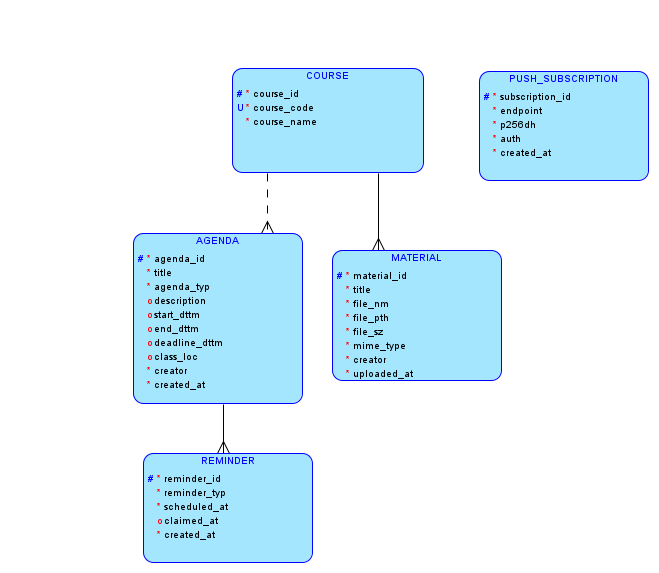 COURSE
# * course_id
U * course_code
* course_name
PUSH_SUBSCRIPTION
# * subscription_id
* endpoint
* p256dh
* auth
* created_at
AGENDA
# * agenda_id
* title
* agenda_typ
o description
o start_dttm
o end_dttm
o deadline_dttm
o class_loc
* creator
* created_at
MATERIAL
# * material_id
* title
* file_nm
* file_pth
* file_sz
* mime_type
* creator
* uploaded_at
REMINDER
# * reminder_id
* reminder_typ
* scheduled_at
o claimed_at
* created_at